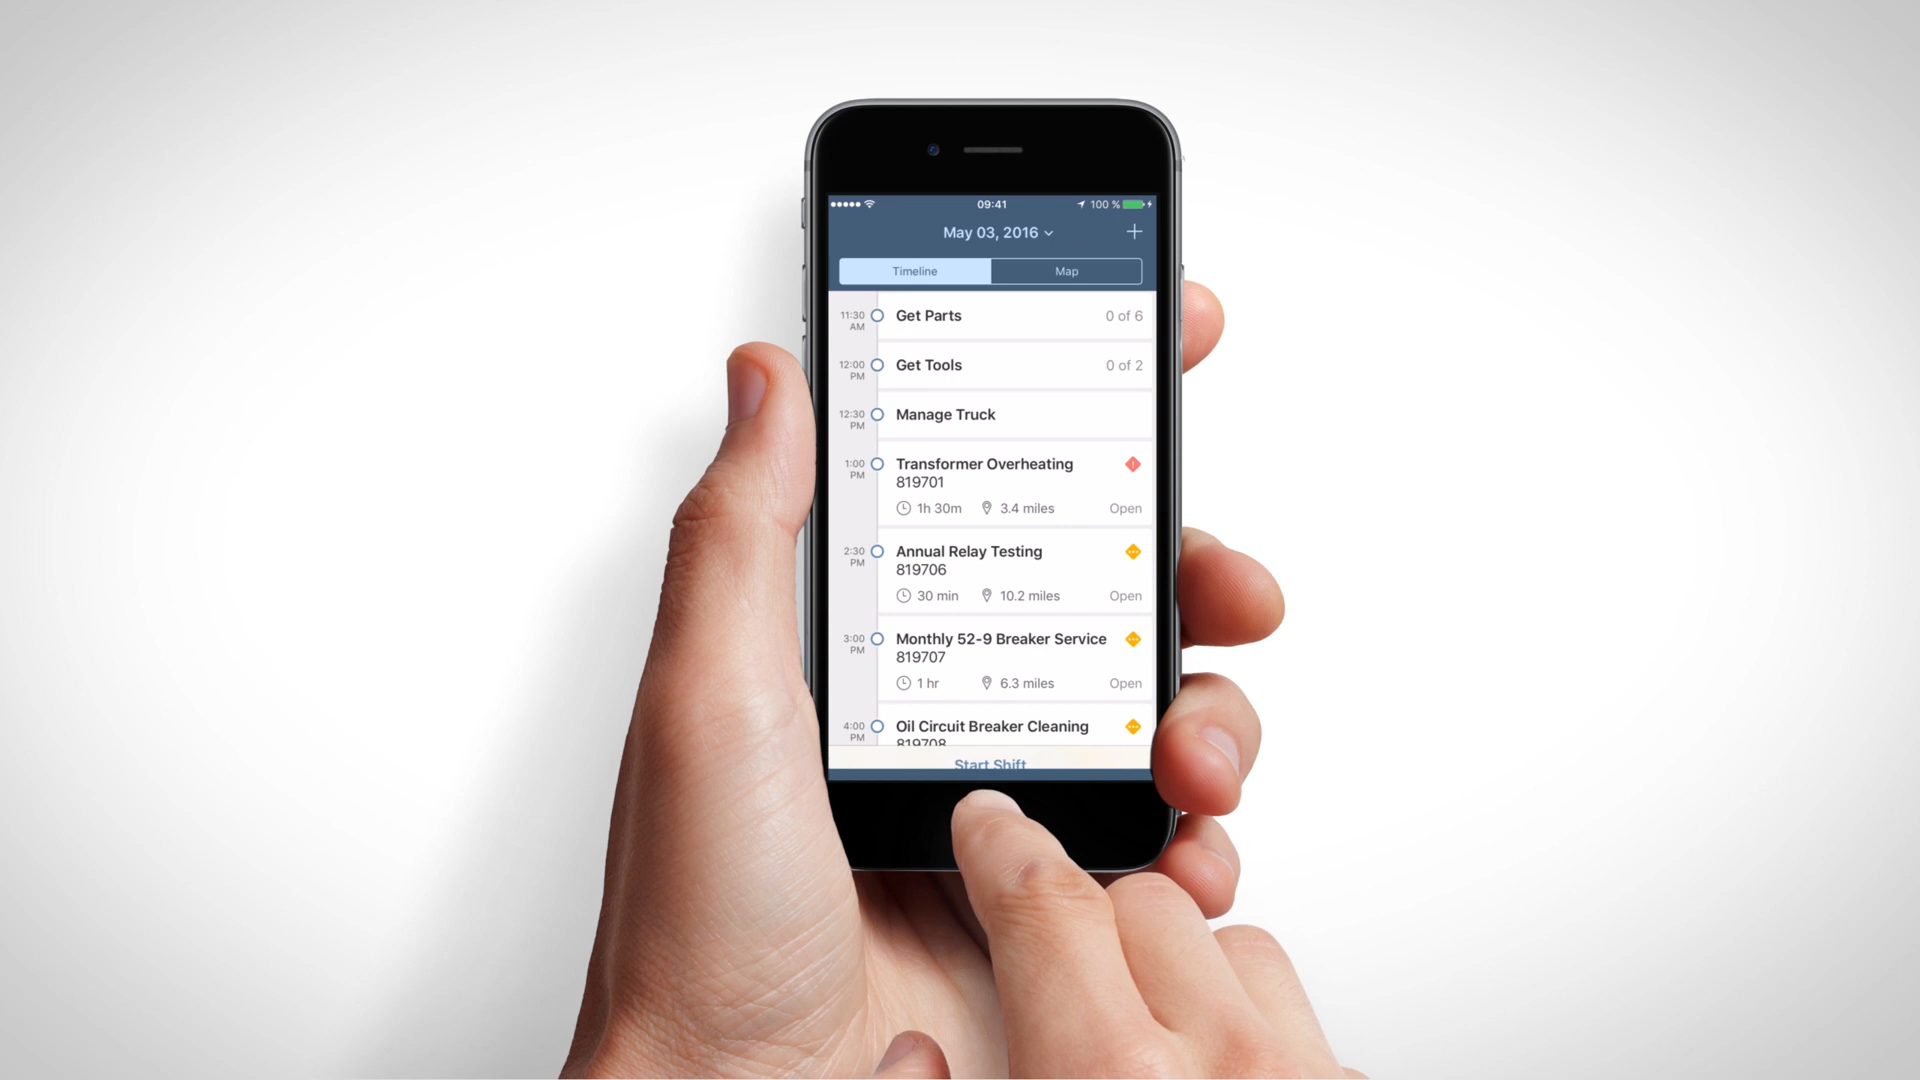 09:41
100 %
May 03, 2016
Timeline
Map
11:30 AM
Get Parts
0 of 6
12:00 PM
Get Tools
0 of 2
12:30 PM
Manage Truck
1:00 PM
Transformer Overheating
819701
1h 30m
3.4 miles
Open
2:30 PM
Annual Relay Testing
819706
30 min
10.2 miles
Open
3:00 PM
Monthly 52-9 Breaker Service
819707
1 hr
6.3 miles
Open
4:00 PM
Oil Circuit Breaker Cleaning
819708
Start Shift